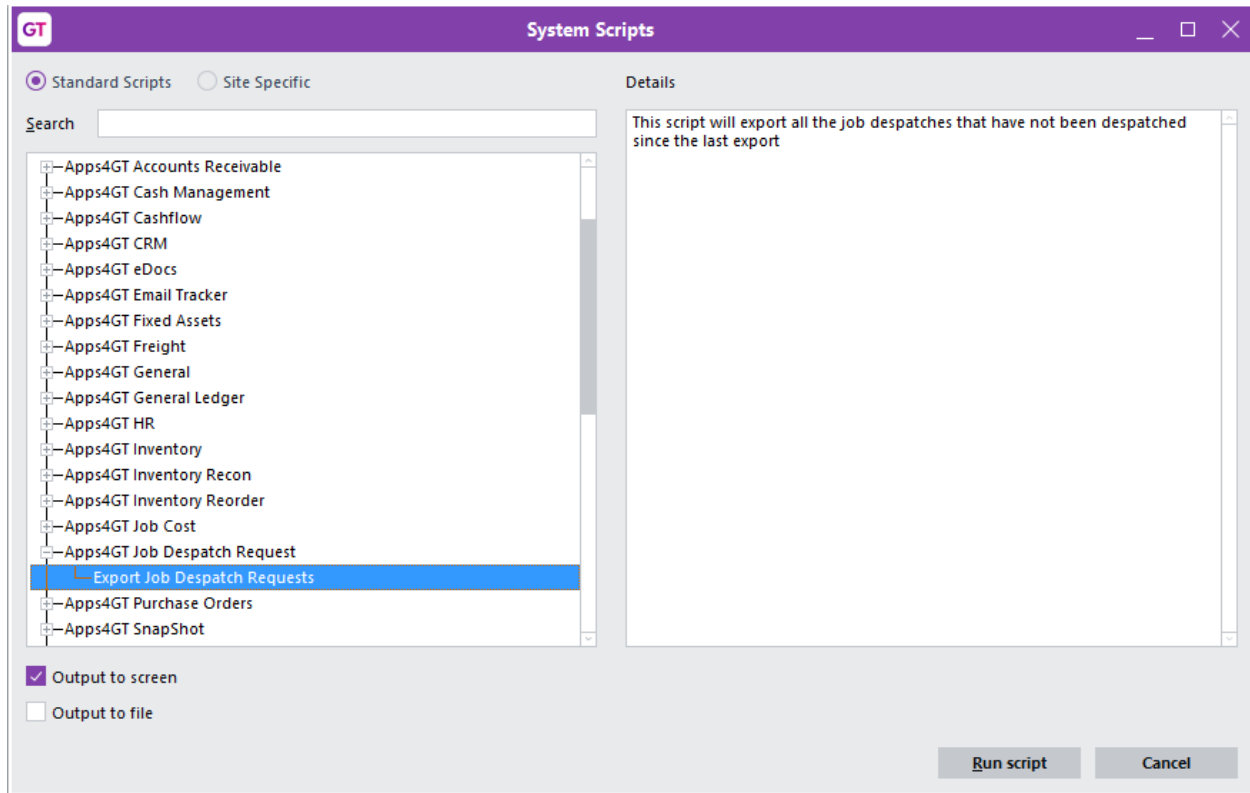 GT System Scripts
Standard Scripts Site Specific
Search
Apps4GT Accounts Receivable
Apps4GT Cash Management
Apps4GT Cashflow
Apps4GT CRM
Apps4GT eDocs
Apps4GT Email Tracker
Apps4GT Fixed Assets
Apps4GT Freight
Apps4GT General
Apps4GT General Ledger
Apps4GT HR
Apps4GT Inventory
Apps4GT Inventory Recon
Apps4GT Inventory Reorder
Apps4GT Job Cost
Apps4GT Job Despatch Request
Export Job Despatch Requests
Apps4GT Purchase Orders
Apps4GT SnapShot
Output to screen
Output to file
Details
This script will export all the job despatches that have not been despatched
since the last export
Run script Cancel